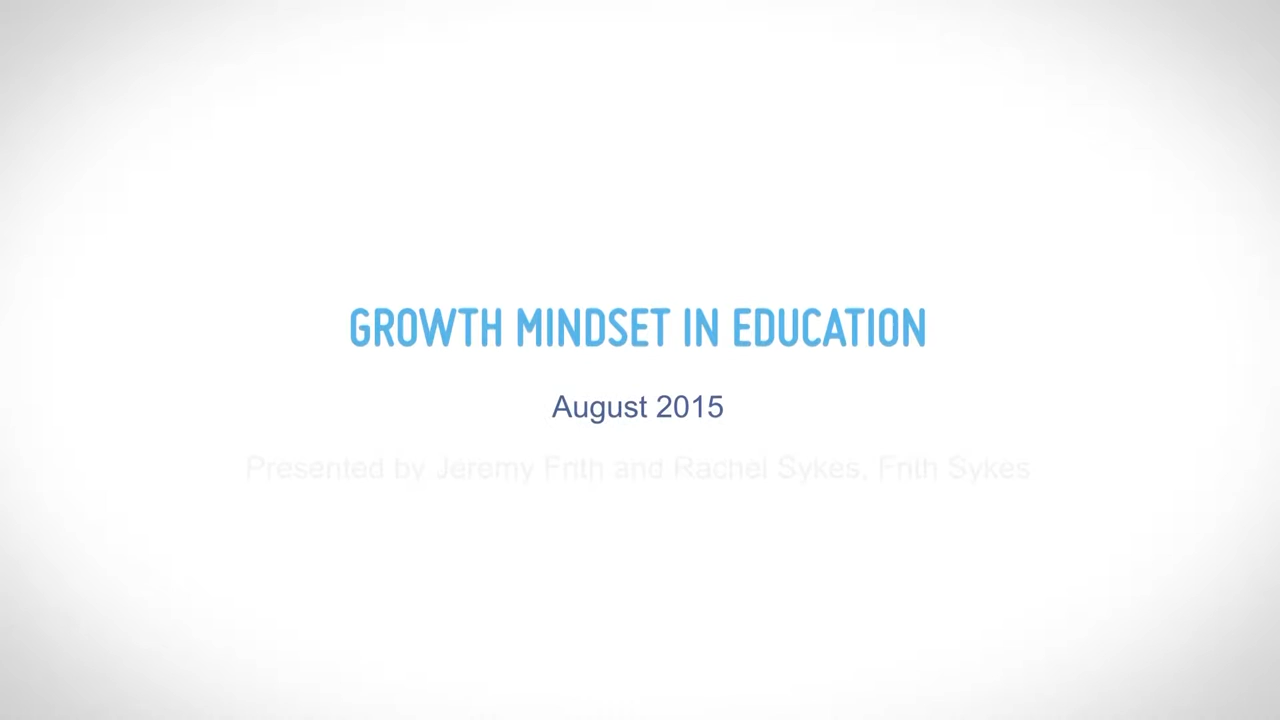 GROWTH MINDSET IN EDUCATION
August 2015
Presented by Jeremy Frith and Rachel Sykes, Frith Sykes